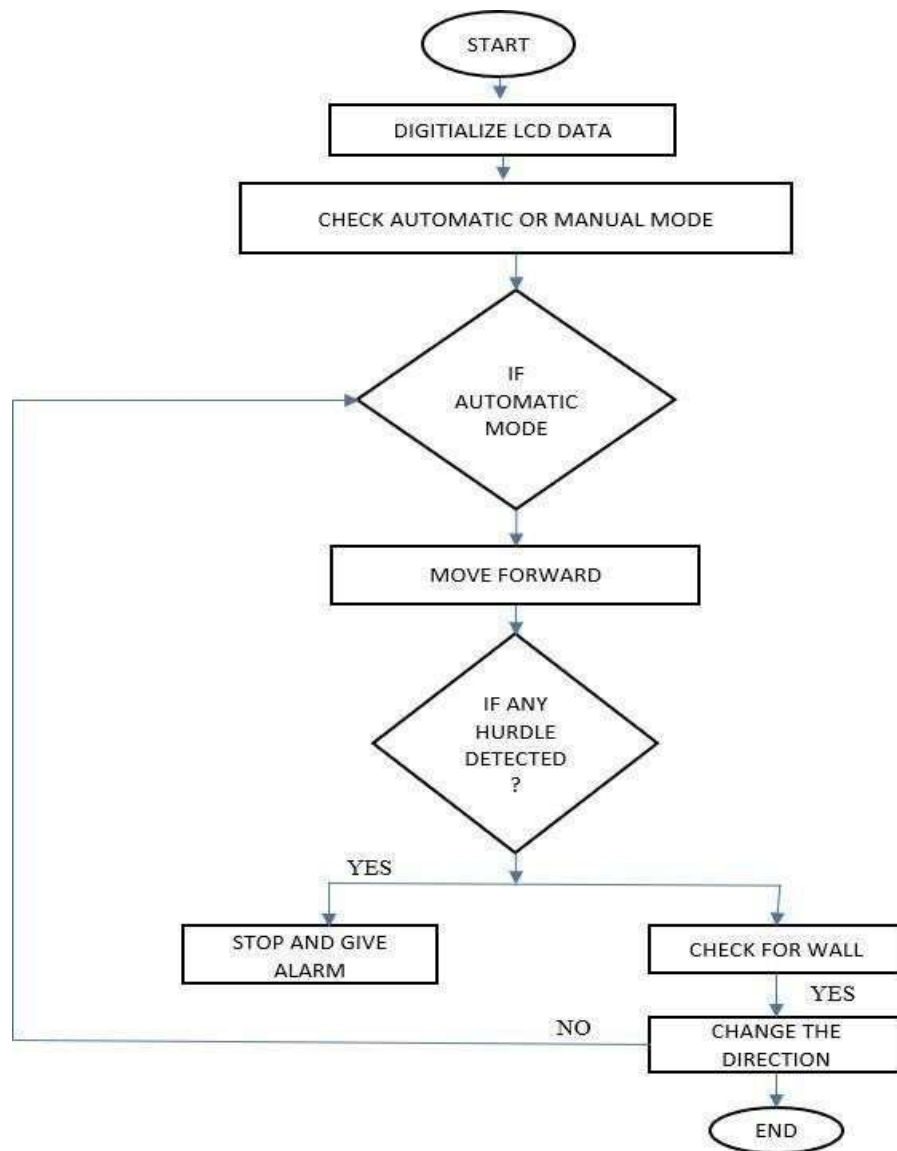 START
DIGITIALIZE LCD DATA
CHECK AUTOMATIC OR MANUAL MODE
IF
AUTOMATIC
MODE
MOVE FORWARD
IF ANY
HURDLE
DETECTED
?
YES
STOP AND GIVE
ALARM
CHECK FOR WALL
YES
NO
CHANGE THE
DIRECTION
END